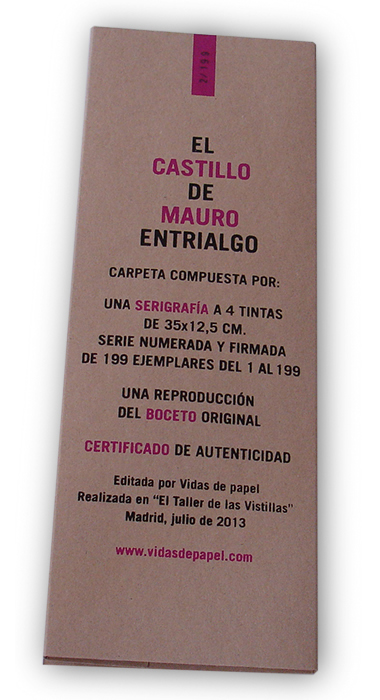 2/199
EL
CASTILLO
DE
MAURO
ENTRIALGO
CARPETA COMPUESTA POR:
UNA SERIGRAFÍA A 4 TINTAS
DE 35x12,5 CM.
SERIE NUMERADA Y FIRMADA
DE 199 EJEMPLARES DEL 1 AL 199
UNA REPRODUCCIÓN
DEL BOCETO ORIGINAL
CERTIFICADO DE AUTENTICIDAD
Editada por Vidas de papel
Realizada en "El Taller de las Vistillas"
Madrid, julio de 2013
www.vidasdepapel.com